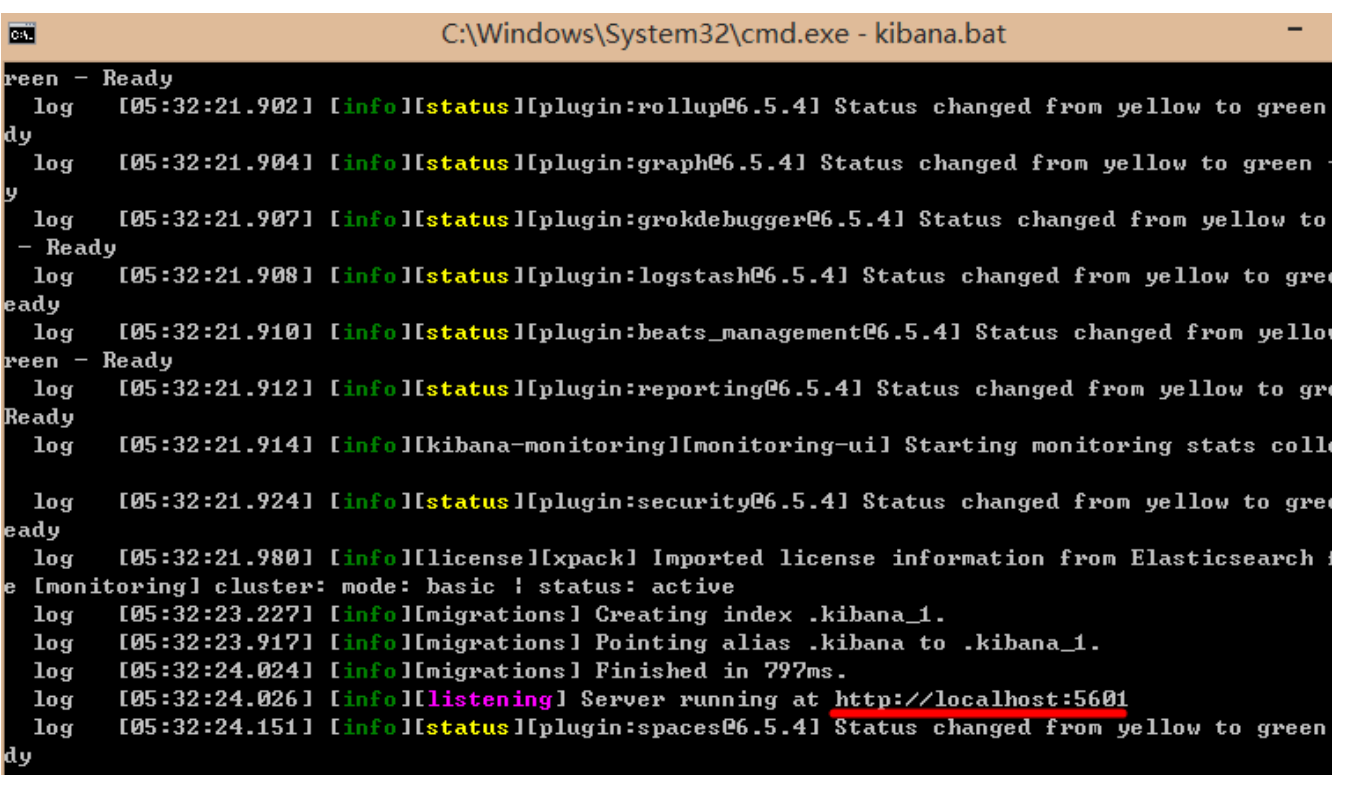 C:\Windows\System32\cmd.exe - kibana.bat
reen - Ready
log [05:32:21.902] [info][status][plugin:rollup@6.5.4] Status changed from yellow to green
dy
log [05:32:21.904] [info][status][plugin:graph@6.5.4] Status changed from yellow to green -
y
log [05:32:21.907] [info][status][plugin:grokdebugger@6.5.4] Status changed from yellow to
- Ready
log [05:32:21.908] [info][status][plugin:logstash@6.5.4] Status changed from yellow to gree
eady
log [05:32:21.910] [info][status][plugin:beats_management@6.5.4] Status changed from yellow
reen - Ready
log [05:32:21.912] [info][status][plugin:reporting@6.5.4] Status changed from yellow to gre
Ready
log [05:32:21.914] [info][kibana-monitoring][monitoring-ui] Starting monitoring stats colle
log [05:32:21.924] [info][status][plugin:security@6.5.4] Status changed from yellow to gree
eady
log [05:32:21.980] [info][license][xpack] Imported license information from Elasticsearch f
e [monitoring] cluster: mode: basic ¦ status: active
log [05:32:23.227] [info][migrations] Creating index .kibana_1.
log [05:32:23.917] [info][migrations] Pointing alias .kibana to .kibana_1.
log [05:32:24.024] [info][migrations] Finished in 797ms.
log [05:32:24.026] [info][listening] Server running at http://localhost:5601
log [05:32:24.151] [info][status][plugin:spaces@6.5.4] Status changed from yellow to green
dy